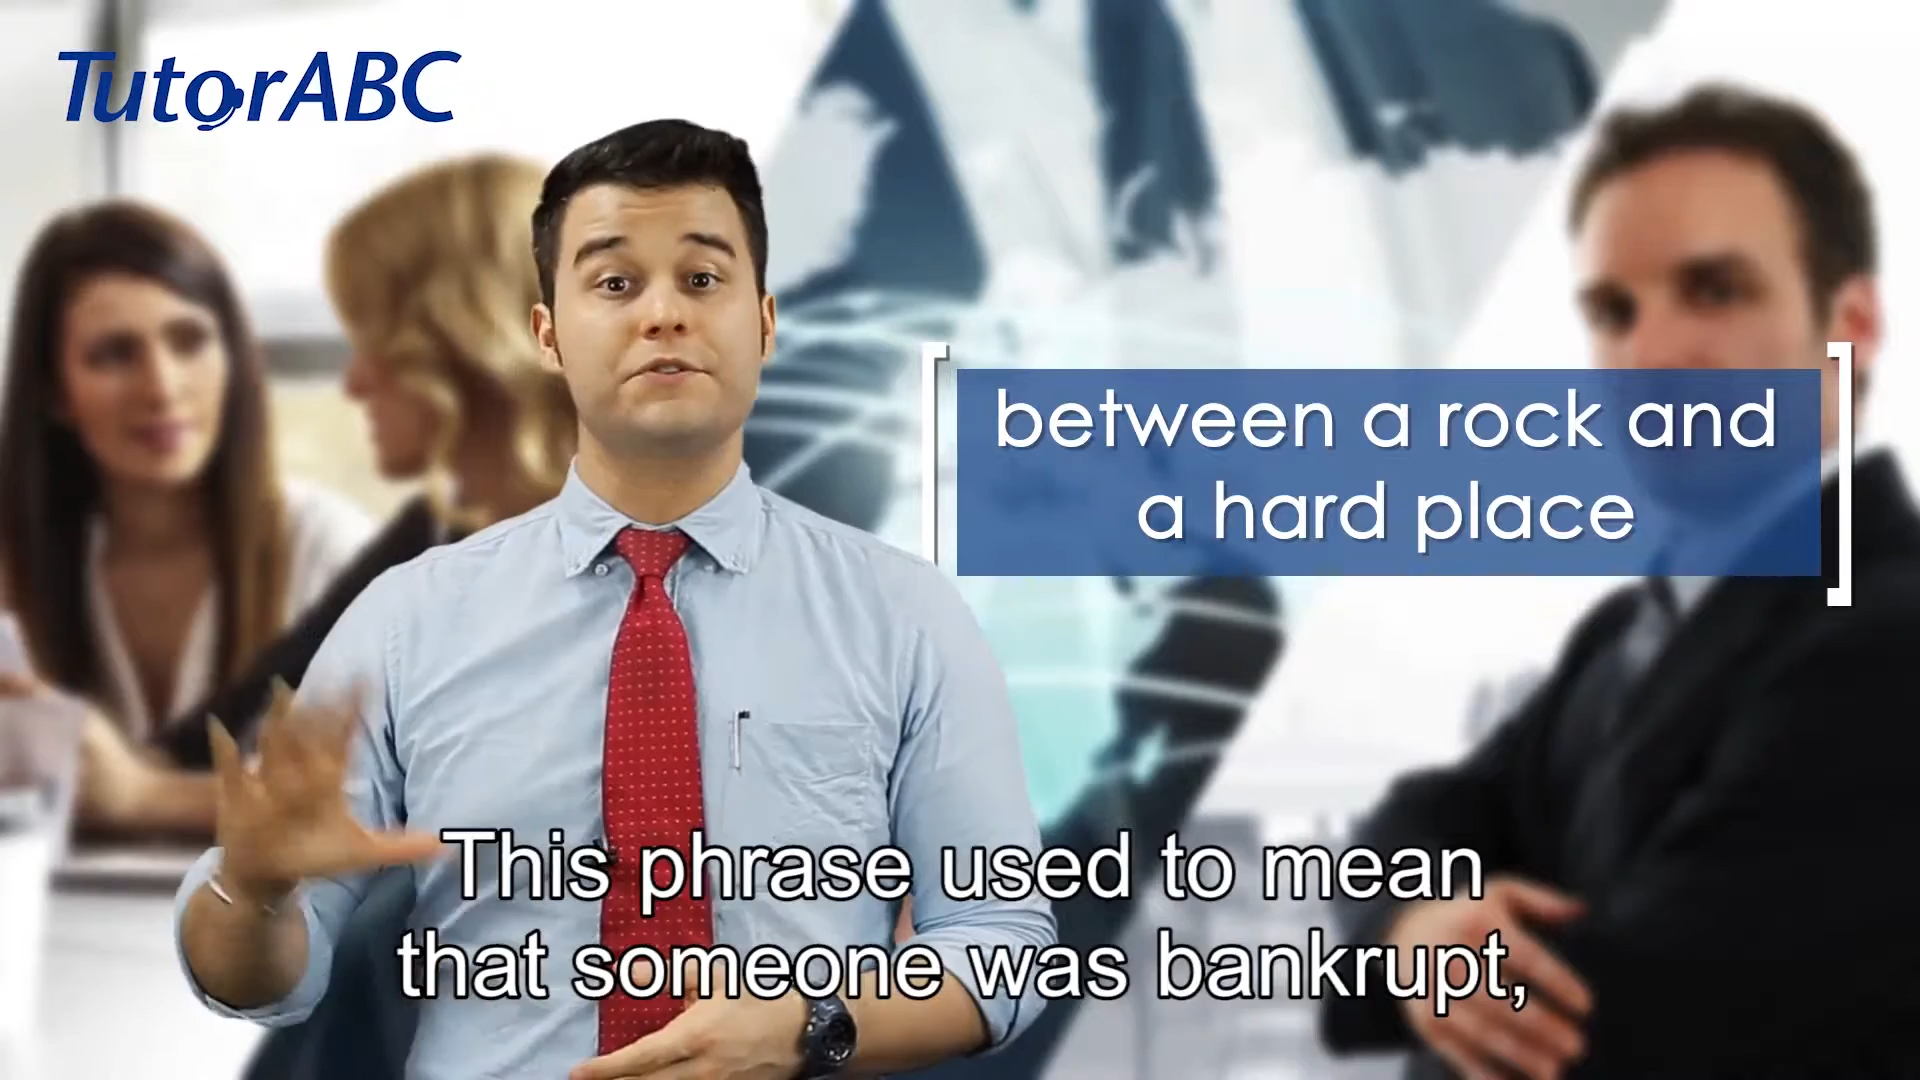 TutorABC
between a rock and
a hard place
This phrase used to mean
that someone was bankrupt,